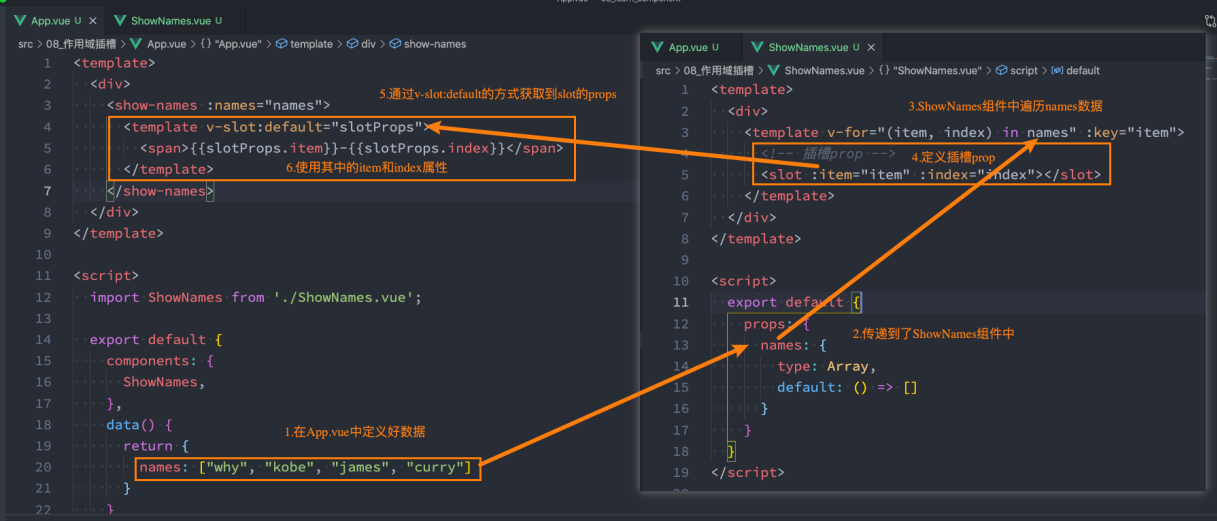 App.vue - 08_learn_component
App.vue U ×
ShowNames.vue U
src > 08_作用域插槽 > App.vue > {} "App.vue" > template > div > show-names
1 <template>
2 <div>
3 <show-names :names="names">
4 <template v-slot:default="slotProps">
5 <span>{{slotProps.item}}-{{slotProps.index}}</span>
6 </template>
7 </show-names>
8 </div>
9 </template>
10
11 <script>
12 import ShowNames from './ShowNames.vue';
13
14 export default {
15 components: {
16 ShowNames,
17 },
18 data() {
19 return {
20 names: ["why", "kobe", "james", "curry"]
21 }
22 }
5.通过v-slot:default的方式获取到slot的props
6.使用其中的item和index属性
1.在App.vue中定义好数据
App.vue U
ShowNames.vue U ×
src > 08_作用域插槽 > ShowNames.vue > {} "ShowNames.vue" > script > default
1 <template>
2 <div>
3 <template v-for="(item, index) in names" :key="item">
4 <!-- 插槽prop -->
5 <slot :item="item" :index="index"></slot>
6 </template>
7 </div>
8 </template>
9
10 <script>
11 export default {
12 props: {
13 names: {
14 type: Array,
15 default: () => []
16 }
17 }
18 }
19 </script>
3.ShowNames组件中遍历names数据
4.定义插槽prop
2.传递到了ShowNames组件中